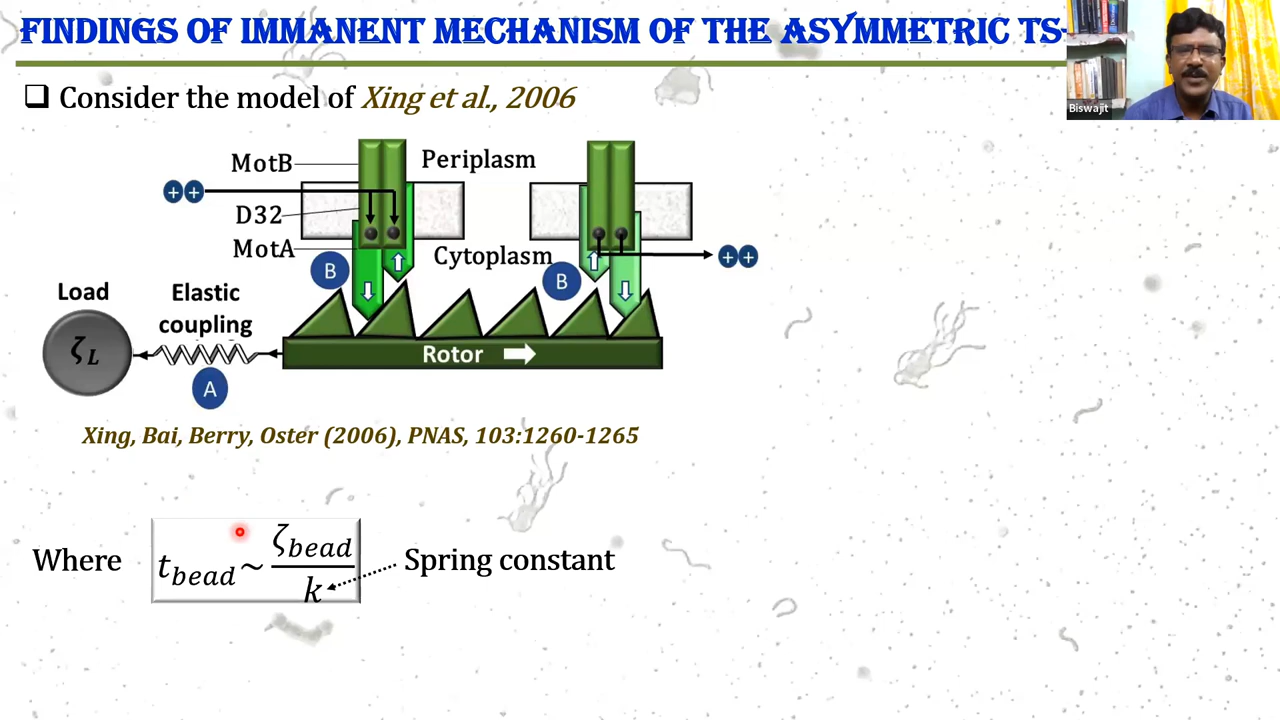 FINDINGS OF IMMANENT MECHANISM OF THE ASYMMETRIC TS-
Biswajit
❑ Consider the model of Xing et al., 2006
MotB
Periplasm
++
D32
MotA
Cytoplasm
++
B
B
Load
Elastic
coupling
ζL
Rotor
A
Xing, Bai, Berry, Oster (2006), PNAS, 103:1260-1265
Where t_bead ~ ζ_bead / k Spring constant